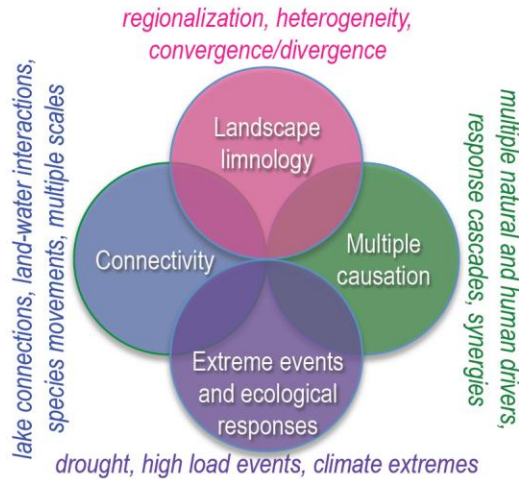 regionalization, heterogeneity,
convergence/divergence
lake connections, land-water interactions,
species movements, multiple scales
Landscape
limnology
Connectivity
Multiple
causation
Extreme events
and ecological
responses
multiple natural and human drivers,
response cascades, synergies
drought, high load events, climate extremes